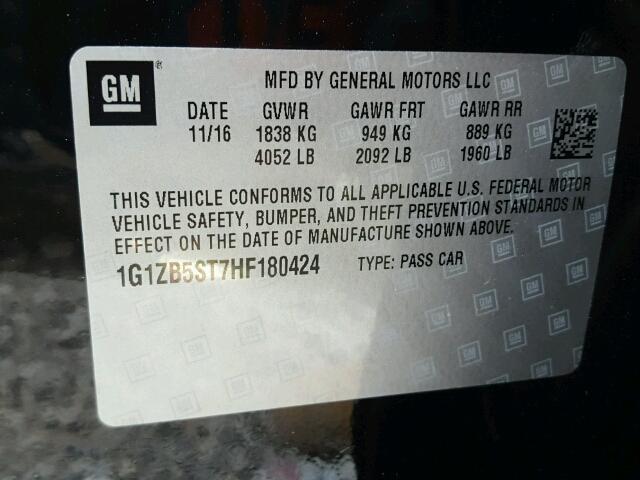 GM ® MFD BY GENERAL MOTORS LLC
DATE GVWR GAWR FRT GAWR RR
11/16 1838 KG 949 KG 889 KG
4052 LB 2092 LB 1960 LB
THIS VEHICLE CONFORMS TO ALL APPLICABLE U.S. FEDERAL MOTOR
VEHICLE SAFETY, BUMPER, AND THEFT PREVENTION STANDARDS IN
EFFECT ON THE DATE OF MANUFACTURE SHOWN ABOVE.
1G1ZB5ST7HF180424 TYPE: PASS CAR